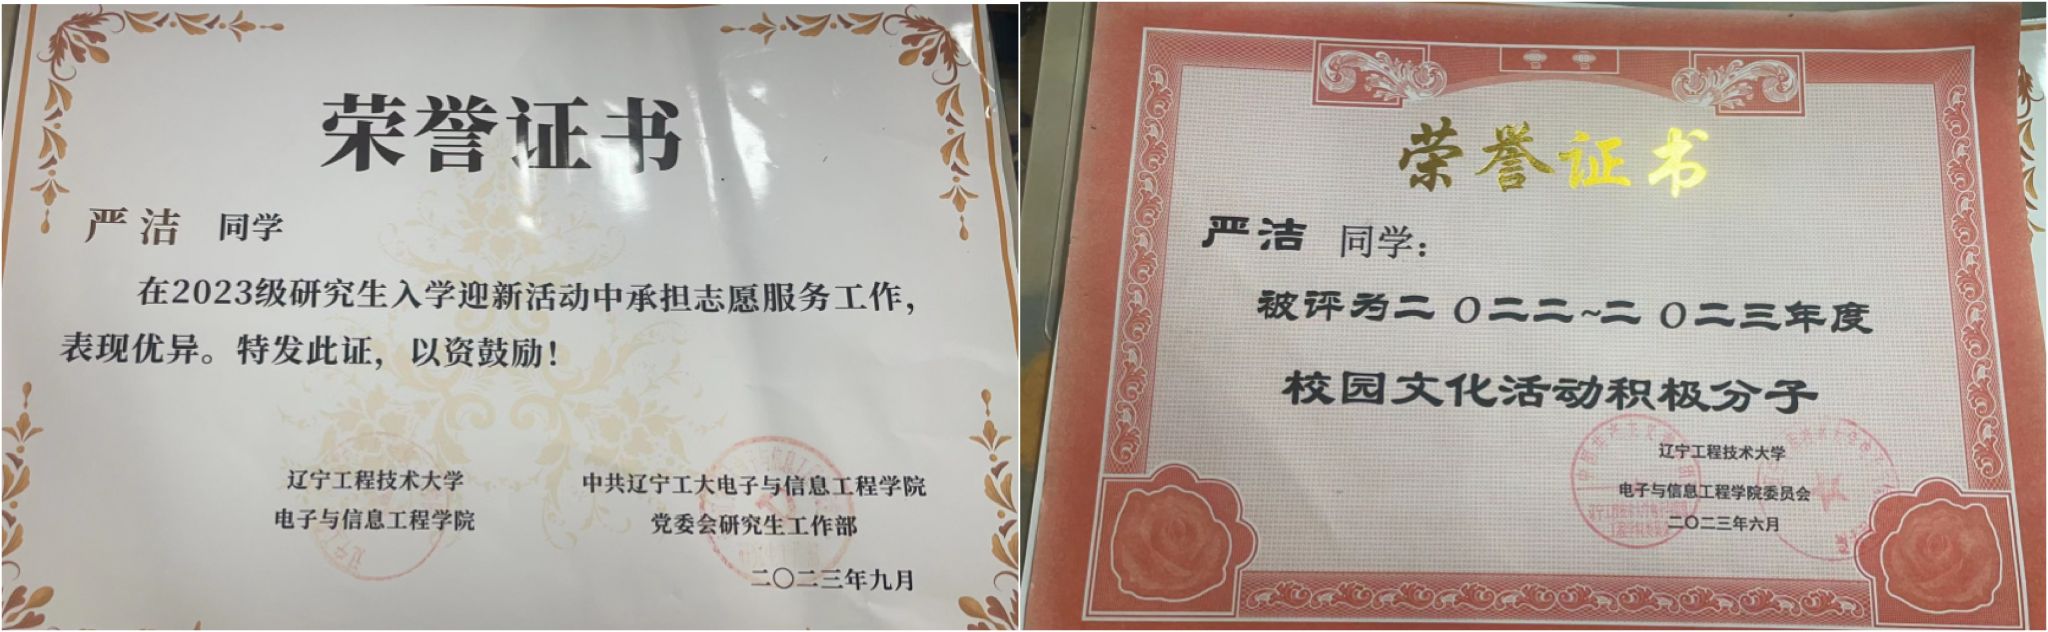 荣誉证书
严洁 同学
在2023级研究生入学迎新活动中承担志愿服务工作，
表现优异。特发此证，以资鼓励！
辽宁工程技术大学
电子与信息工程学院
中共辽宁工大电子与信息工程学院
党委会研究生工作部
二〇二三年九月
荣誉证书
严洁 同学：
被评为二〇二二~二〇二三年度
校园文化活动积极分子
辽宁工程技术大学
电子与信息工程学院委员会
二〇二三年六月